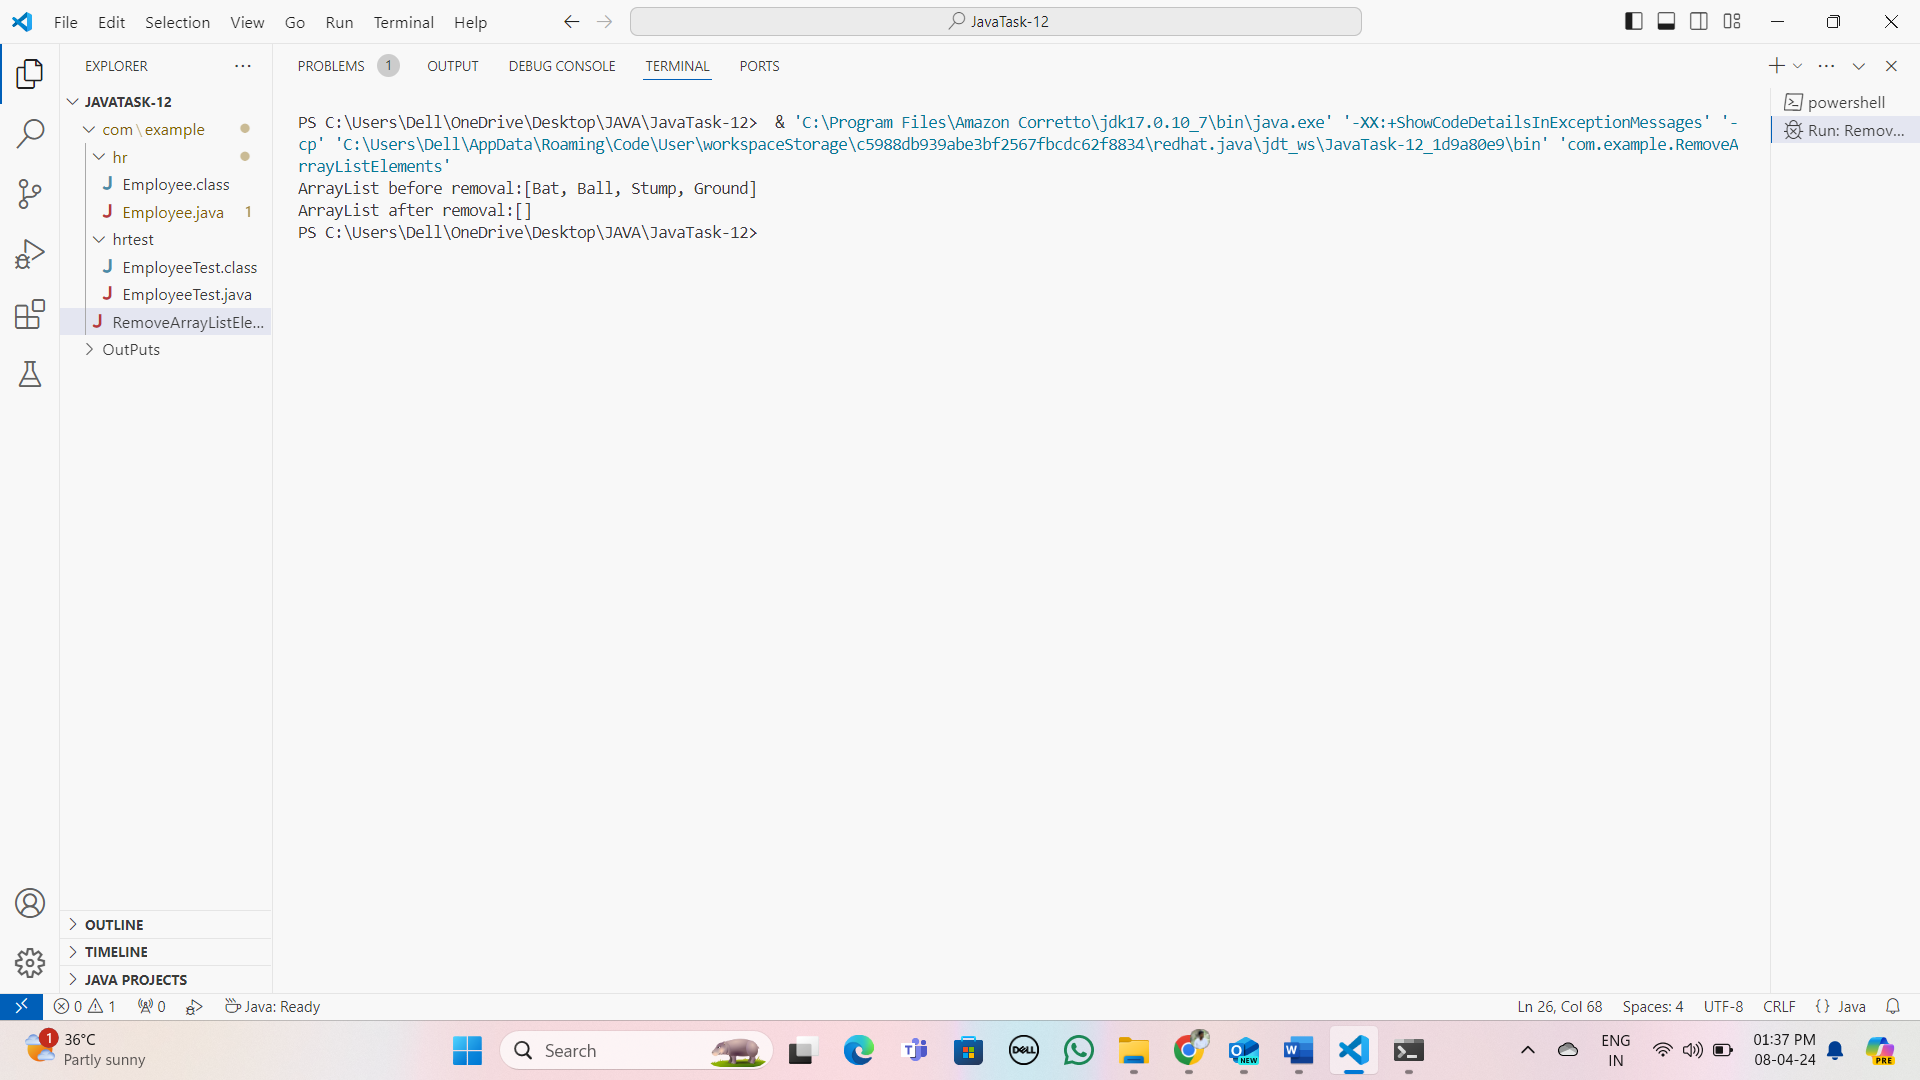 File Edit Selection View Go Run Terminal Help
JavaTask-12
EXPLORER
PROBLEMS 1 OUTPUT DEBUG CONSOLE TERMINAL PORTS
JAVATASK-12
com\example
hr
Employee.class
Employee.java 1
hrtest
EmployeeTest.class
EmployeeTest.java
RemoveArrayListEle...
OutPuts
PS C:\Users\Dell\OneDrive\Desktop\JAVA\JavaTask-12>  & 'C:\Program Files\Amazon Corretto\jdk17.0.10_7\bin\java.exe' '-XX:+ShowCodeDetailsInExceptionMessages' '-
cp' 'C:\Users\Dell\AppData\Roaming\Code\User\workspaceStorage\c5988db939abe3bf2567fbcdc62f8834\redhat.java\jdt_ws\JavaTask-12_1d9a80e9\bin' 'com.example.RemoveA
rrayListElements'
ArrayList before removal:[Bat, Ball, Stump, Ground]
ArrayList after removal:[]
PS C:\Users\Dell\OneDrive\Desktop\JAVA\JavaTask-12>
powershell
Run: Remov...
OUTLINE
TIMELINE
JAVA PROJECTS
0 1 0 Java: Ready
Ln 26, Col 68 Spaces: 4 UTF-8 CRLF {} Java
1
36°C
Partly sunny
Search
DELL
NEW
ENG
IN
01:37 PM
08-04-24
PRE